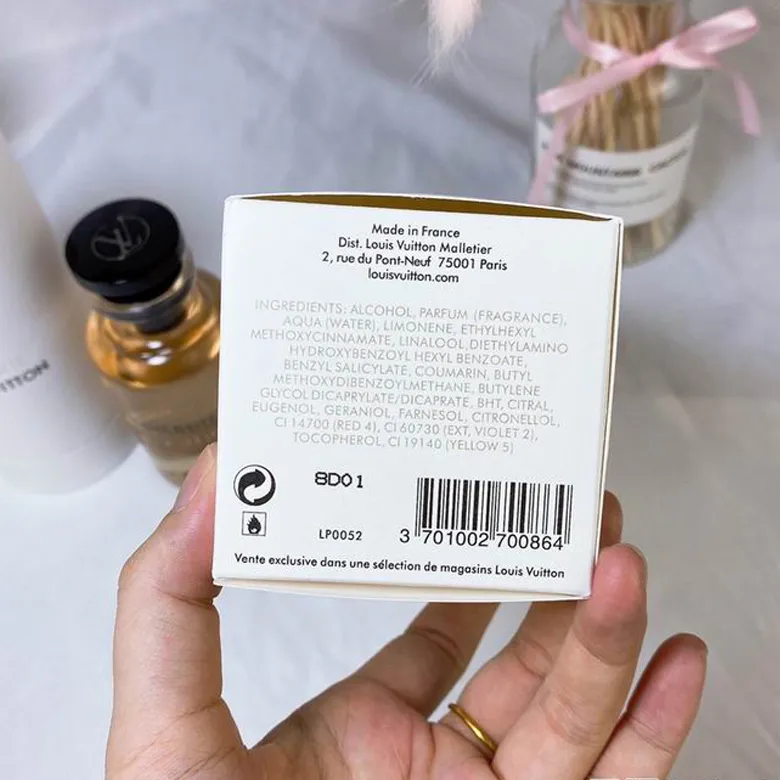 Made in France
Dist. Louis Vuitton Malletier
2, rue du Pont-Neuf 75001 Paris
louisvuitton.com
INGREDIENTS: ALCOHOL, PARFUM (FRAGRANCE),
AQUA (WATER), LIMONENE, ETHYLHEXYL
METHOXYCINNAMATE, LINALOOL, DIETHYLAMINO
HYDROXYBENZOYL HEXYL BENZOATE,
BENZYL SALICYLATE, COUMARIN, BUTYL
METHOXYDIBENZOYLMETHANE, BUTYLENE
GLYCOL DICAPRYLATE/DICAPRATE, BHT, CITRAL,
EUGENOL, GERANIOL, FARNESOL, CITRONELLOL,
CI 14700 (RED 4), CI 60730 (EXT, VIOLET 2),
TOCOPHEROL, CI 19140 (YELLOW 5)
8D01
LP0052
3 701002 700864
Vente exclusive dans une sélection de magasins Louis Vuitton
LV
UITTON